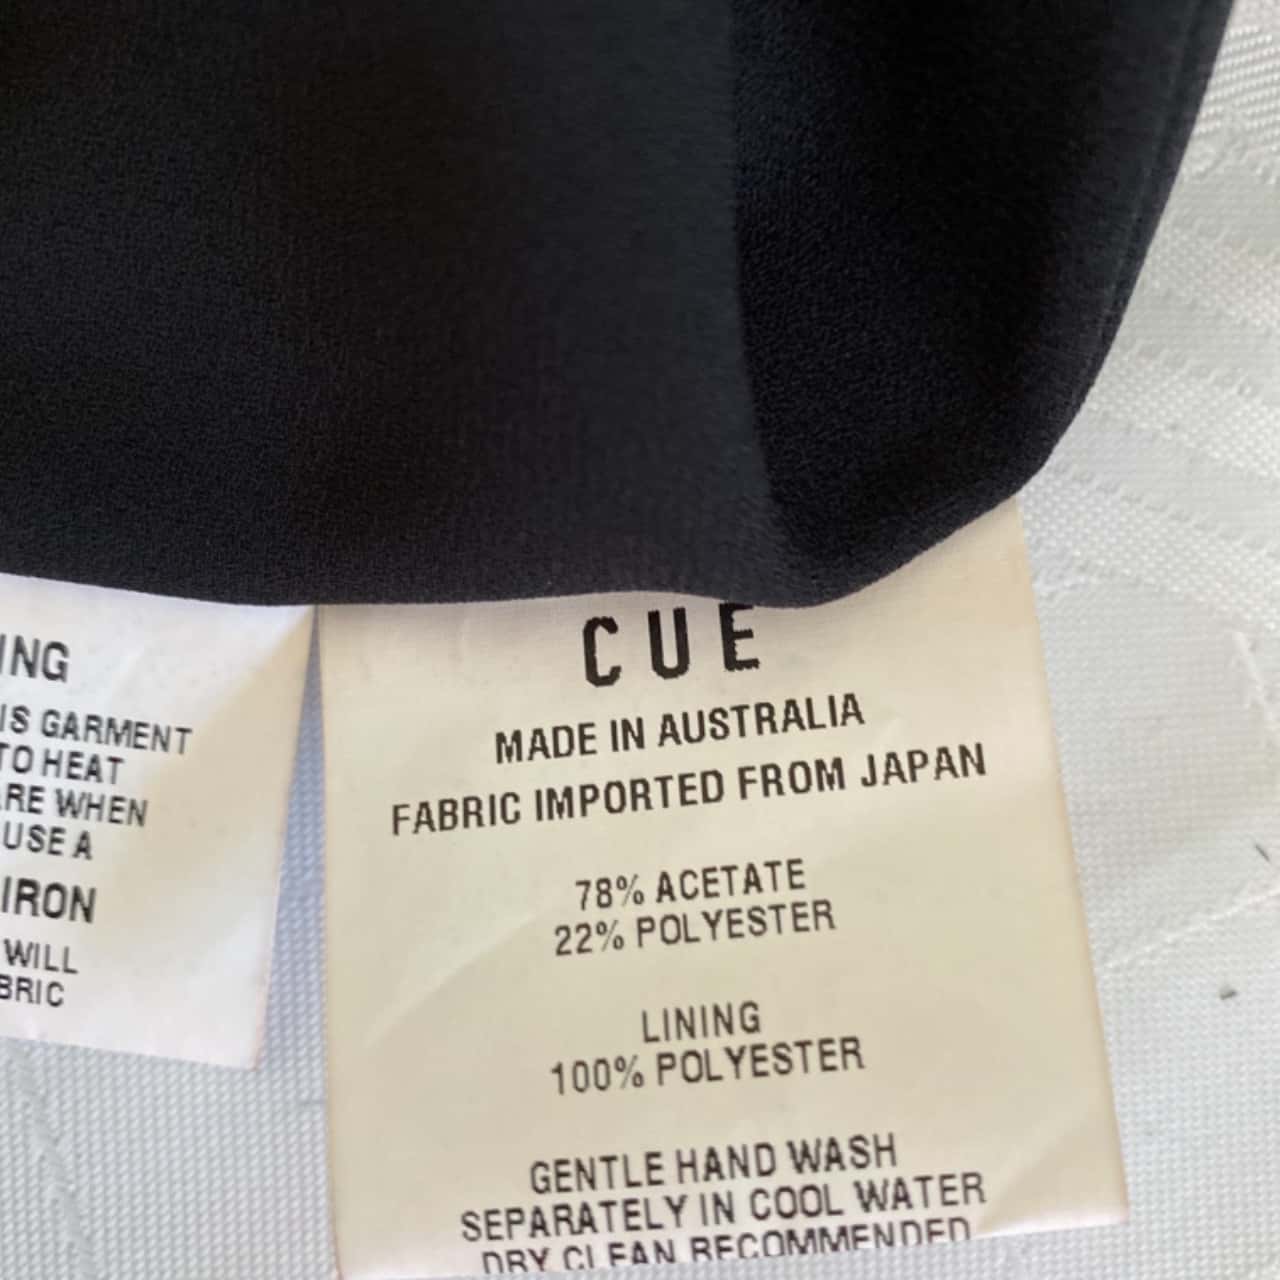 ING
IS GARMENT
TO HEAT
ARE WHEN
USE A
IRON
WILL
BRIC
CUE
MADE IN AUSTRALIA
FABRIC IMPORTED FROM JAPAN
78% ACETATE
22% POLYESTER
LINING
100% POLYESTER
GENTLE HAND WASH
SEPARATELY IN COOL WATER
DRY CLEAN RECOMMENDED